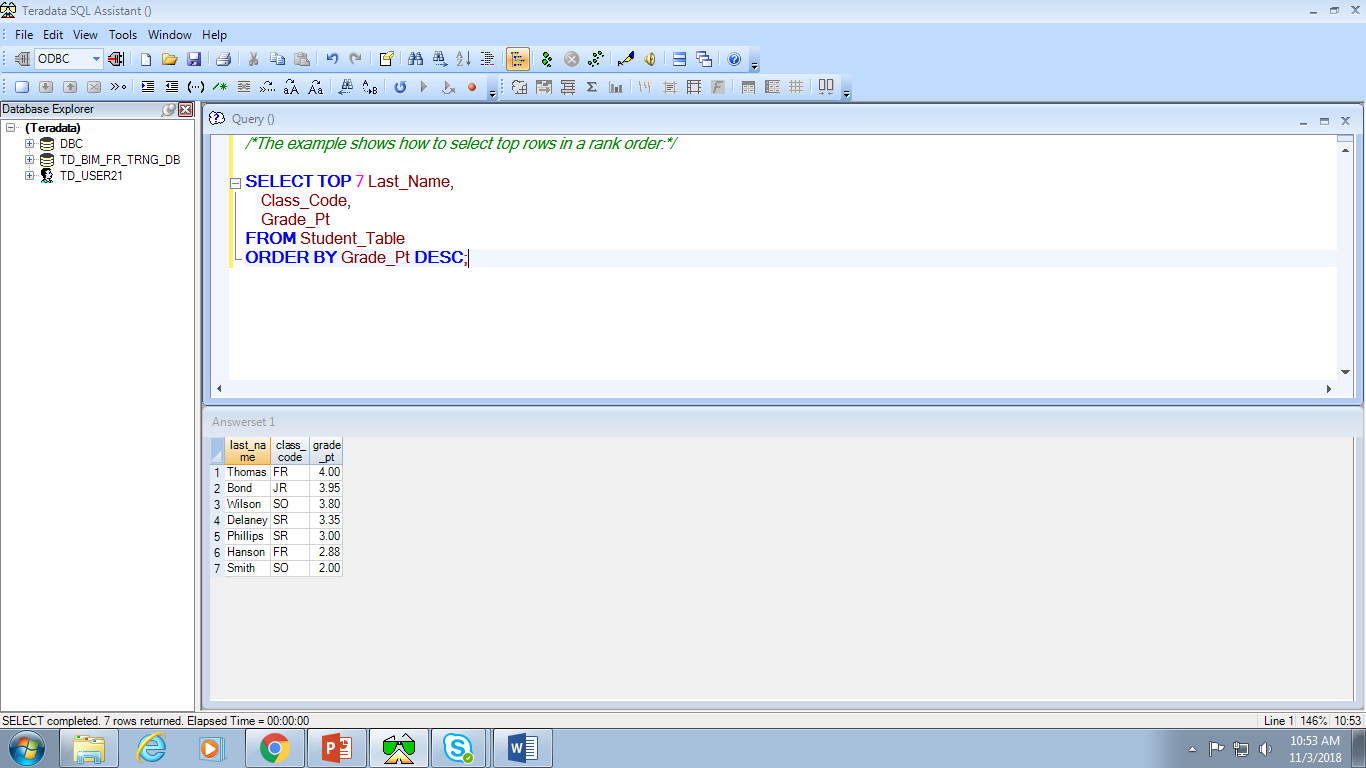 Teradata SQL Assistant ()
File Edit View Tools Window Help
ODBC
Database Explorer
(Teradata)
DBC
TD_BIM_FR_TRNG_DB
TD_USER21
Query ()
/*The example shows how to select top rows in a rank order:*/
SELECT TOP 7 Last_Name,
Class_Code,
Grade_Pt
FROM Student_Table
ORDER BY Grade_Pt DESC;
Answerset 1
last_na class_ grade
me code _pt
1 Thomas FR 4.00
2 Bond JR 3.95
3 Wilson SO 3.80
4 Delaney SR 3.35
5 Phillips SR 3.00
6 Hanson FR 2.88
7 Smith SO 2.00
SELECT completed. 7 rows returned. Elapsed Time = 00:00:00 Line 1 146% 10:53
10:53 AM
11/3/2018